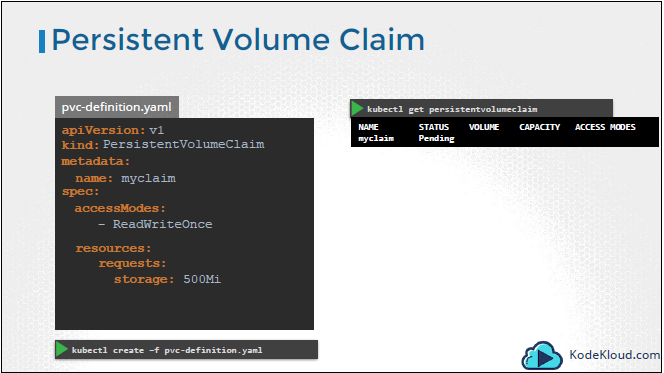 Persistent Volume Claim
pvc-definition.yaml
apiVersion: v1
kind: PersistentVolumeClaim
metadata:
  name: myclaim
spec:
  accessModes:
    - ReadWriteOnce
  resources:
    requests:
      storage: 500Mi
kubectl create -f pvc-definition.yaml
kubectl get persistentvolumeclaim
NAME STATUS VOLUME CAPACITY ACCESS MODES
myclaim Pending
KodeKloud.com